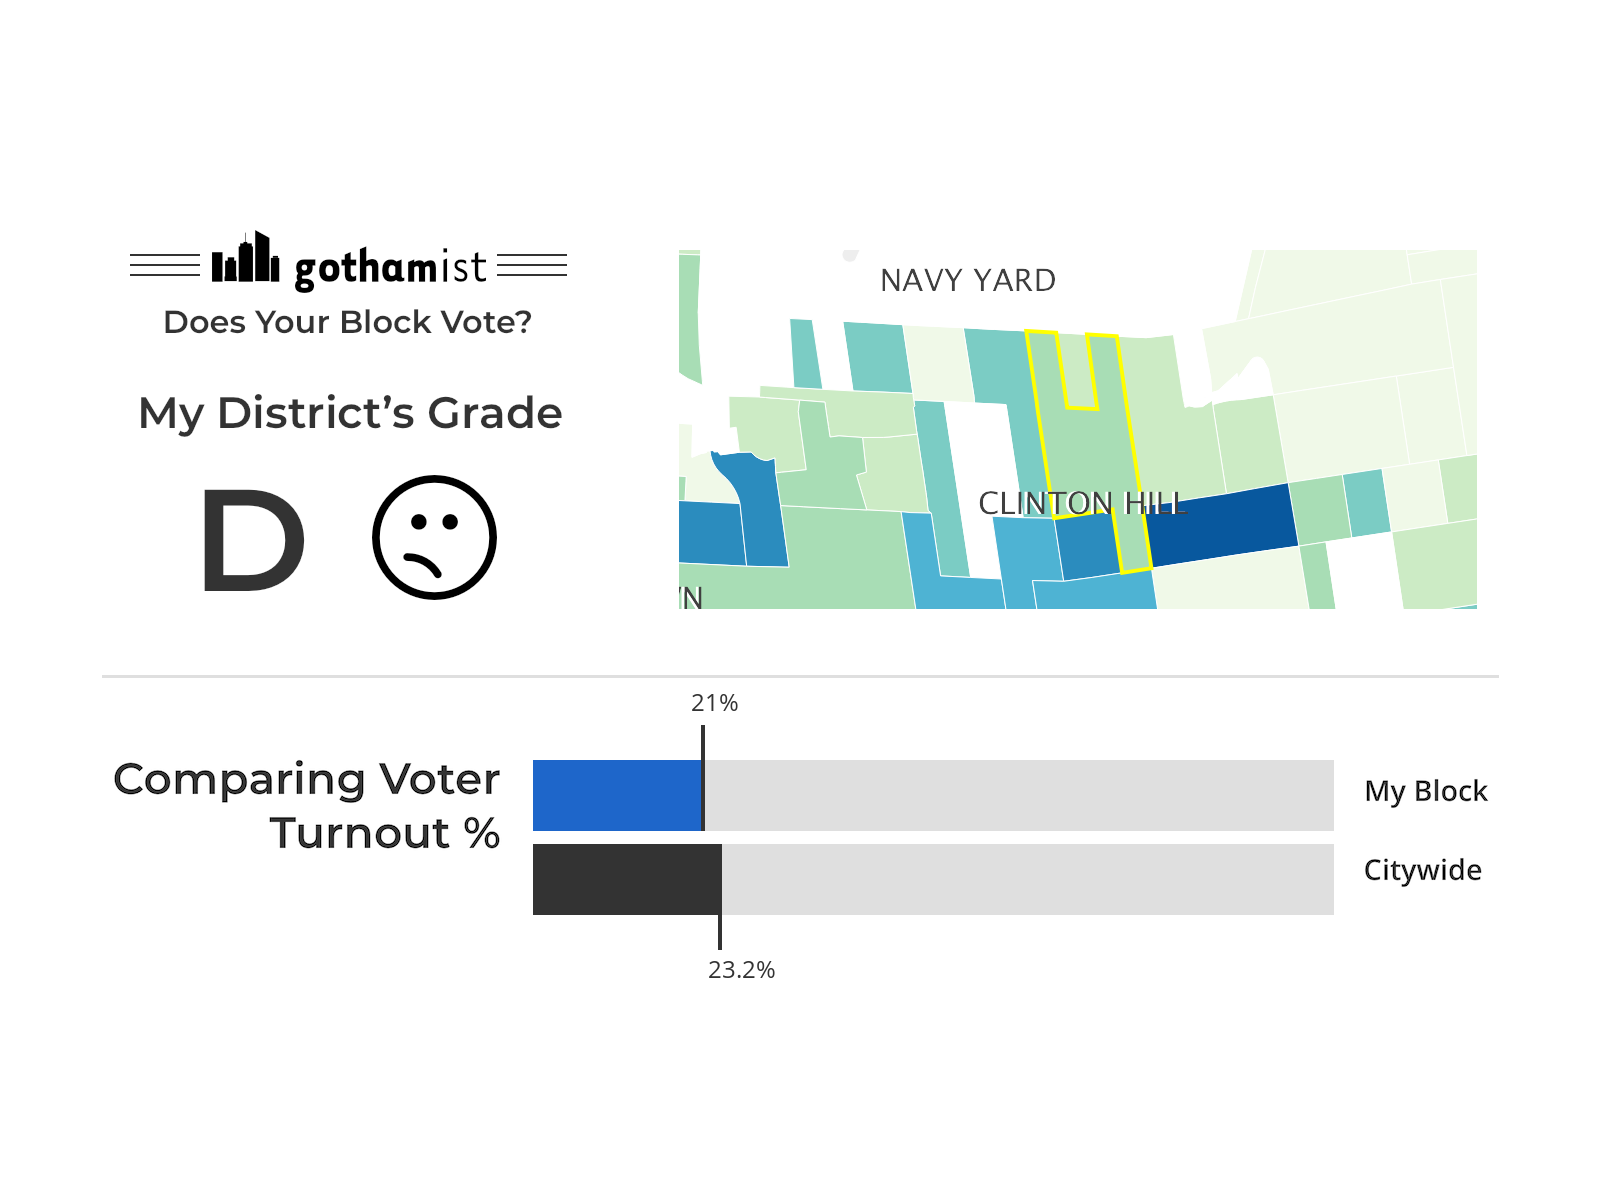 gothamist
Does Your Block Vote?
My District’s Grade
D
NAVY YARD
CLINTON HILL
21%
Comparing Voter
Turnout %
My Block
Citywide
23.2%